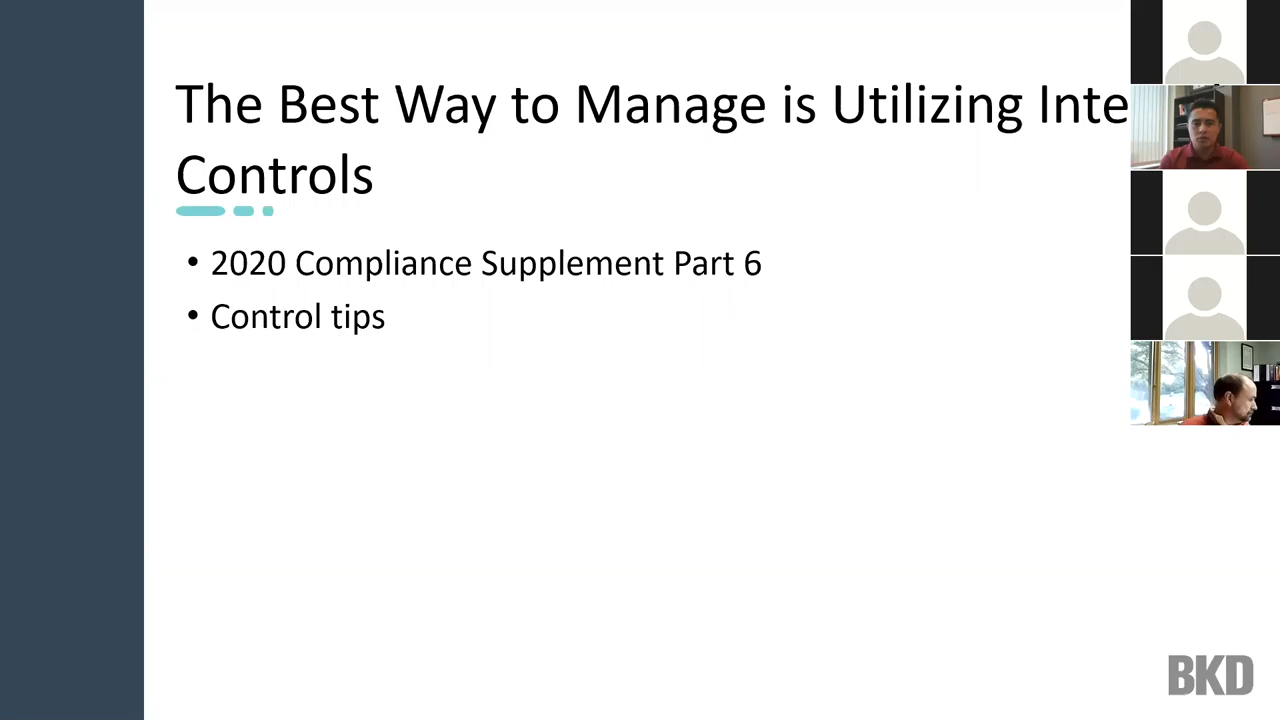 The Best Way to Manage is Utilizing Inte
Controls
• 2020 Compliance Supplement Part 6
• Control tips
BKD